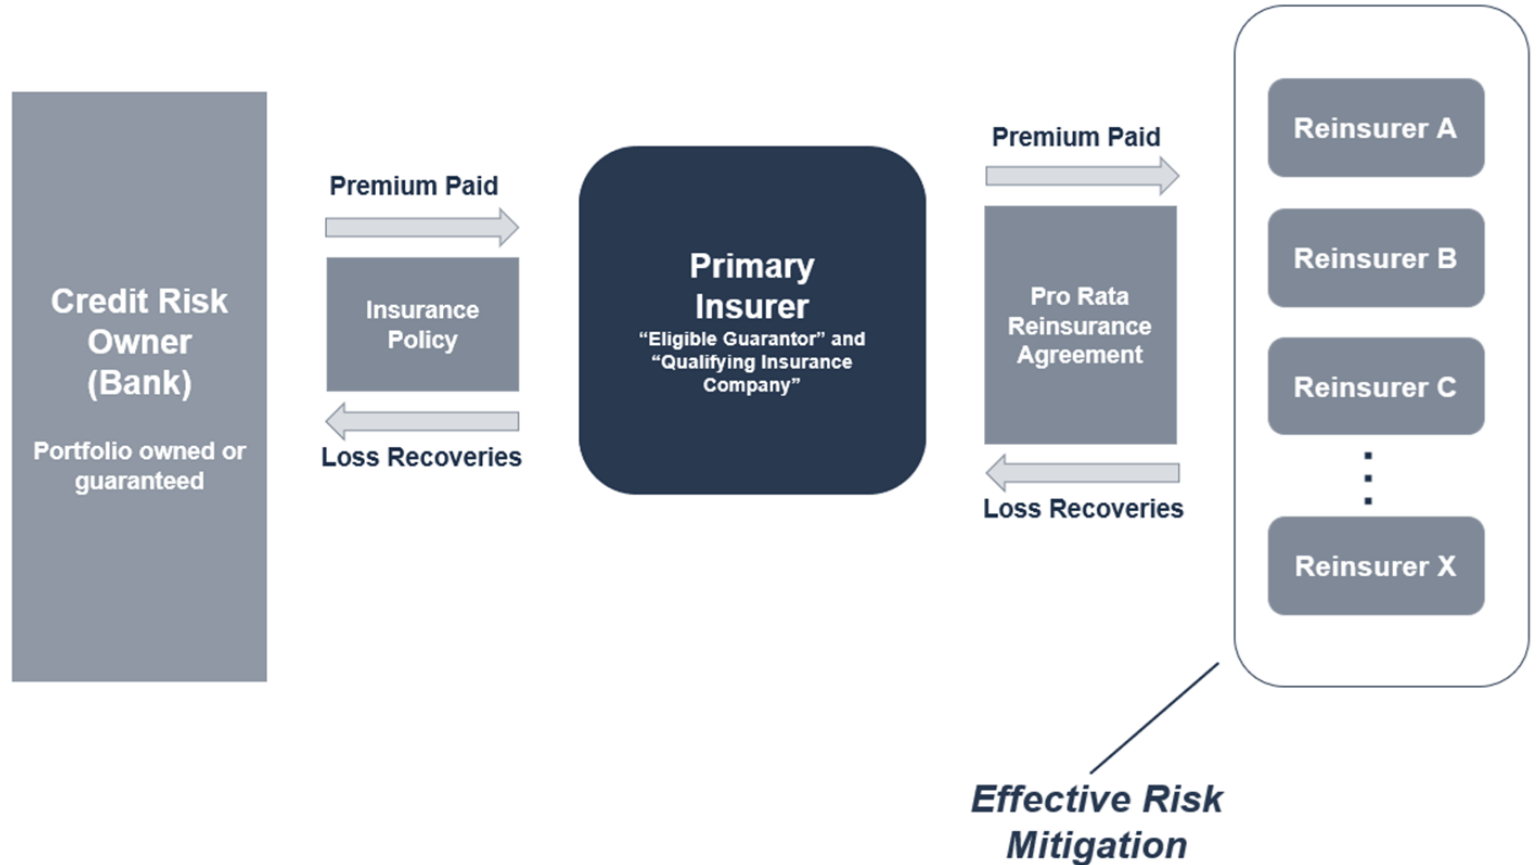 Credit Risk
Owner
(Bank)
Portfolio owned or
guaranteed
Premium Paid
Insurance
Policy
Loss Recoveries
Primary
Insurer
“Eligible Guarantor” and
“Qualifying Insurance
Company”
Premium Paid
Pro Rata
Reinsurance
Agreement
Loss Recoveries
Reinsurer A
Reinsurer B
Reinsurer C
Reinsurer X
Effective Risk
Mitigation